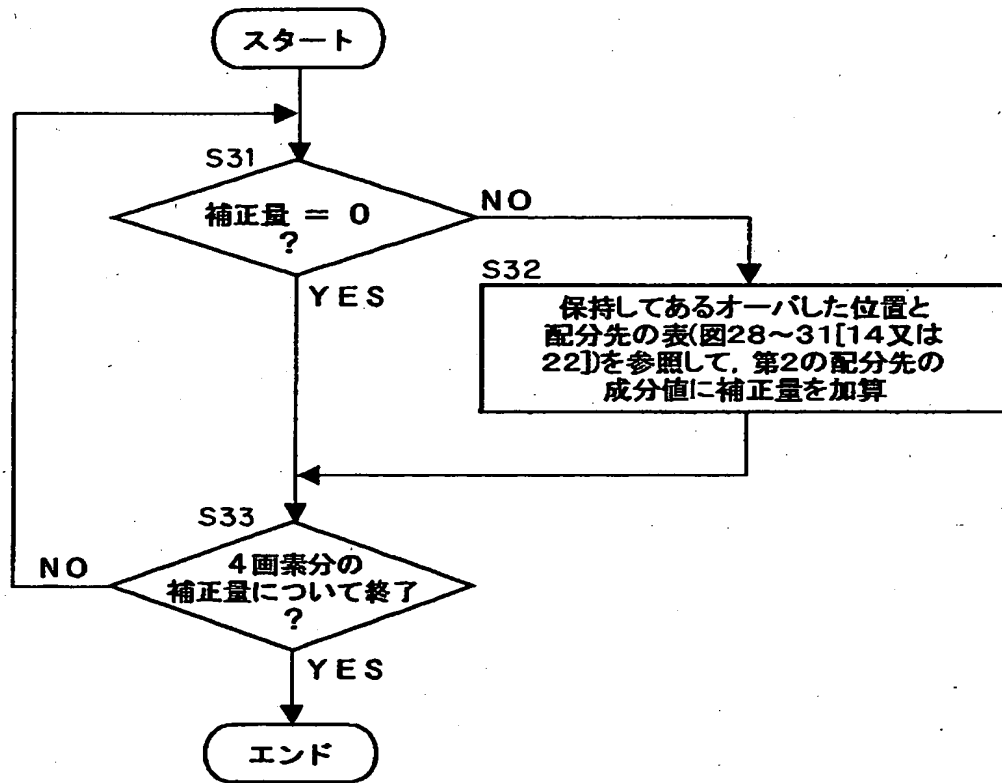 スタート
S31
補正量 = 0
?
NO
YES
S32
保持してあるオーバした位置と
配分先の表(図28～31[14又は
22])を参照して, 第2の配分先の
成分値に補正量を加算
S33
4画素分の
補正量について終了
?
NO
YES
エンド